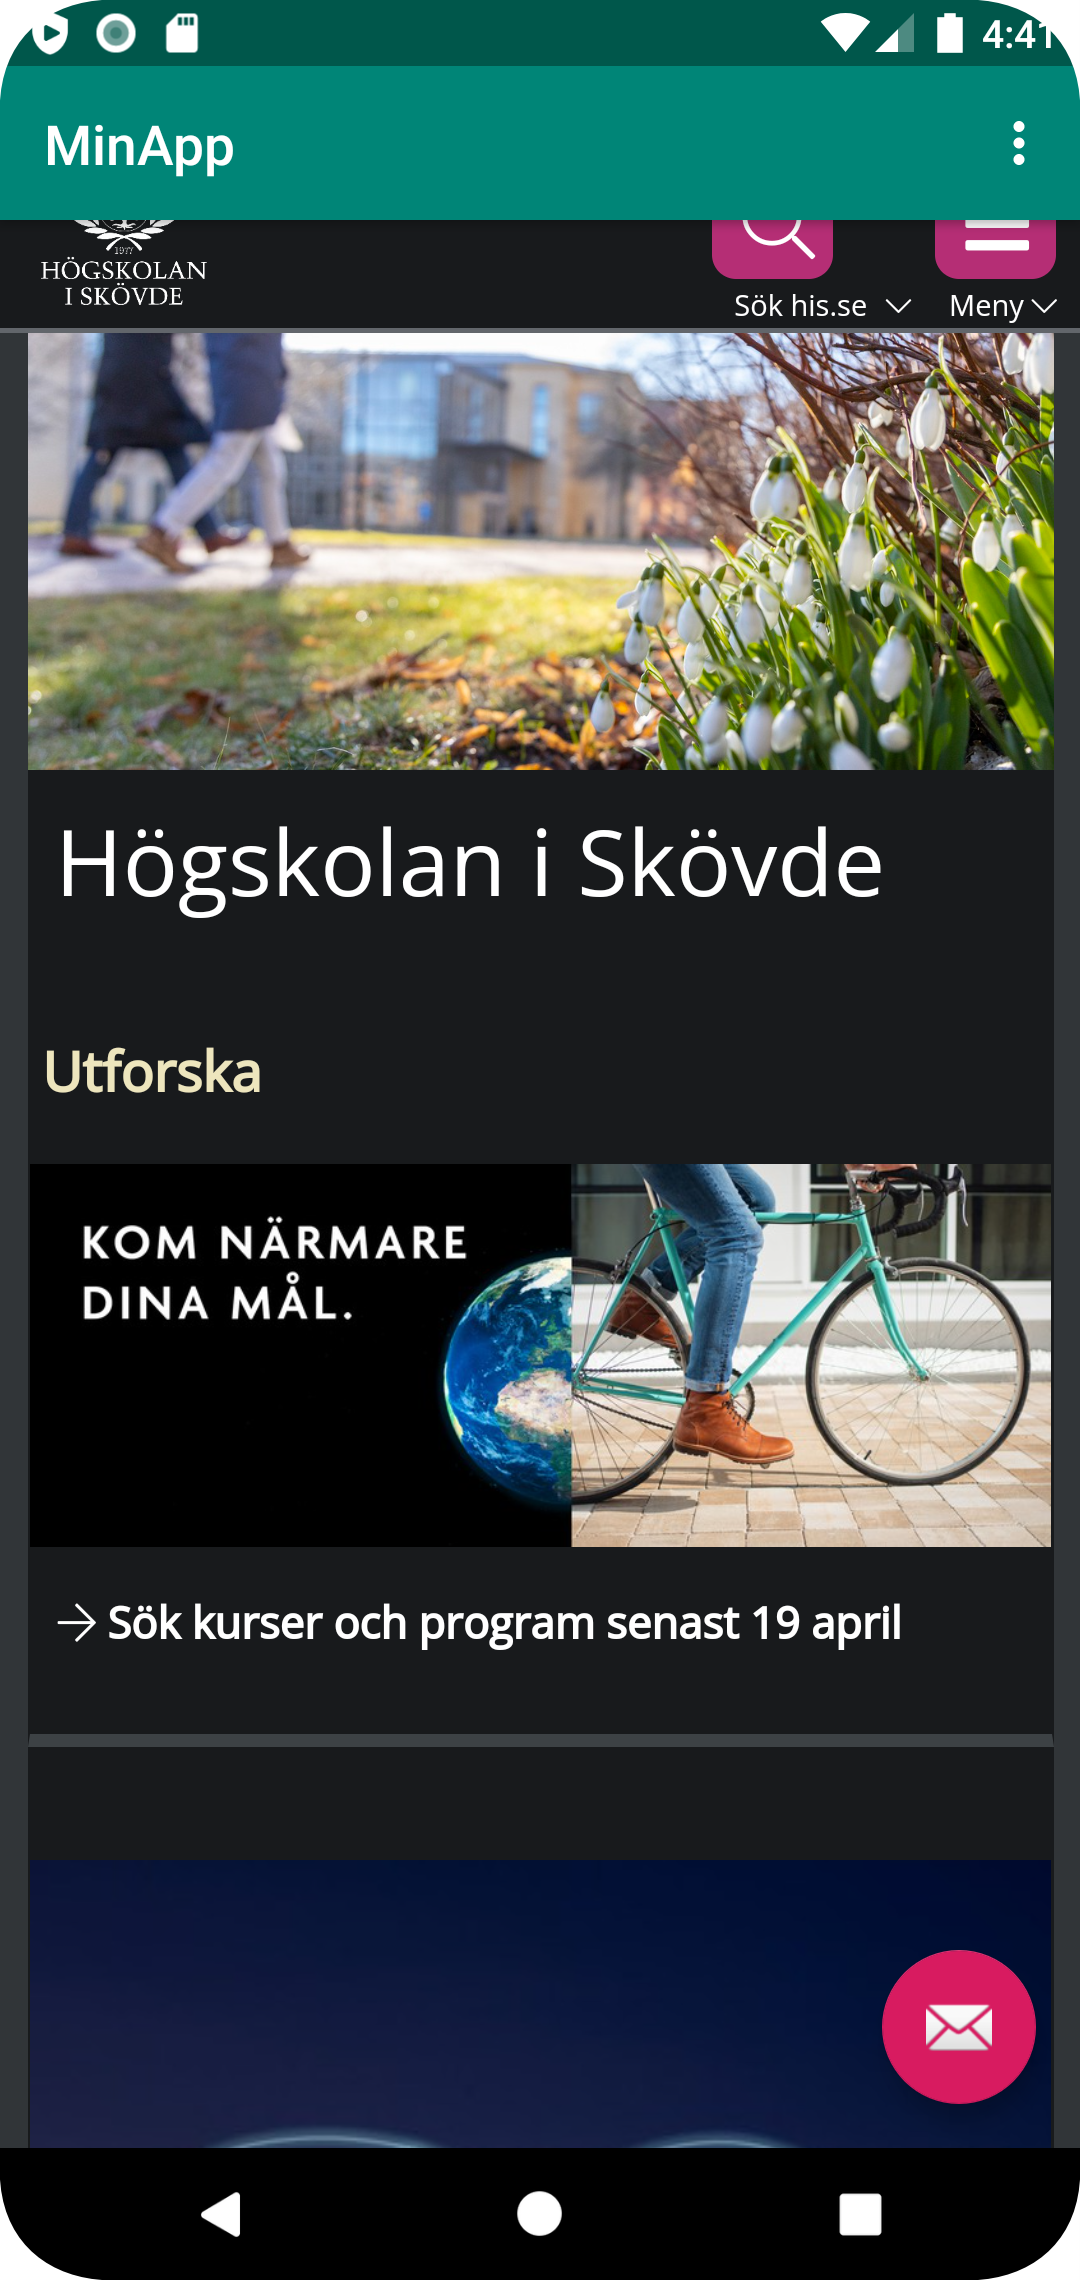 4:41
MinApp
1977
HÖGSKOLAN
I SKÖVDE
Sök his.se
Meny
Högskolan i Skövde
Utforska
KOM NÄRMARE
DINA MÅL.
Sök kurser och program senast 19 april